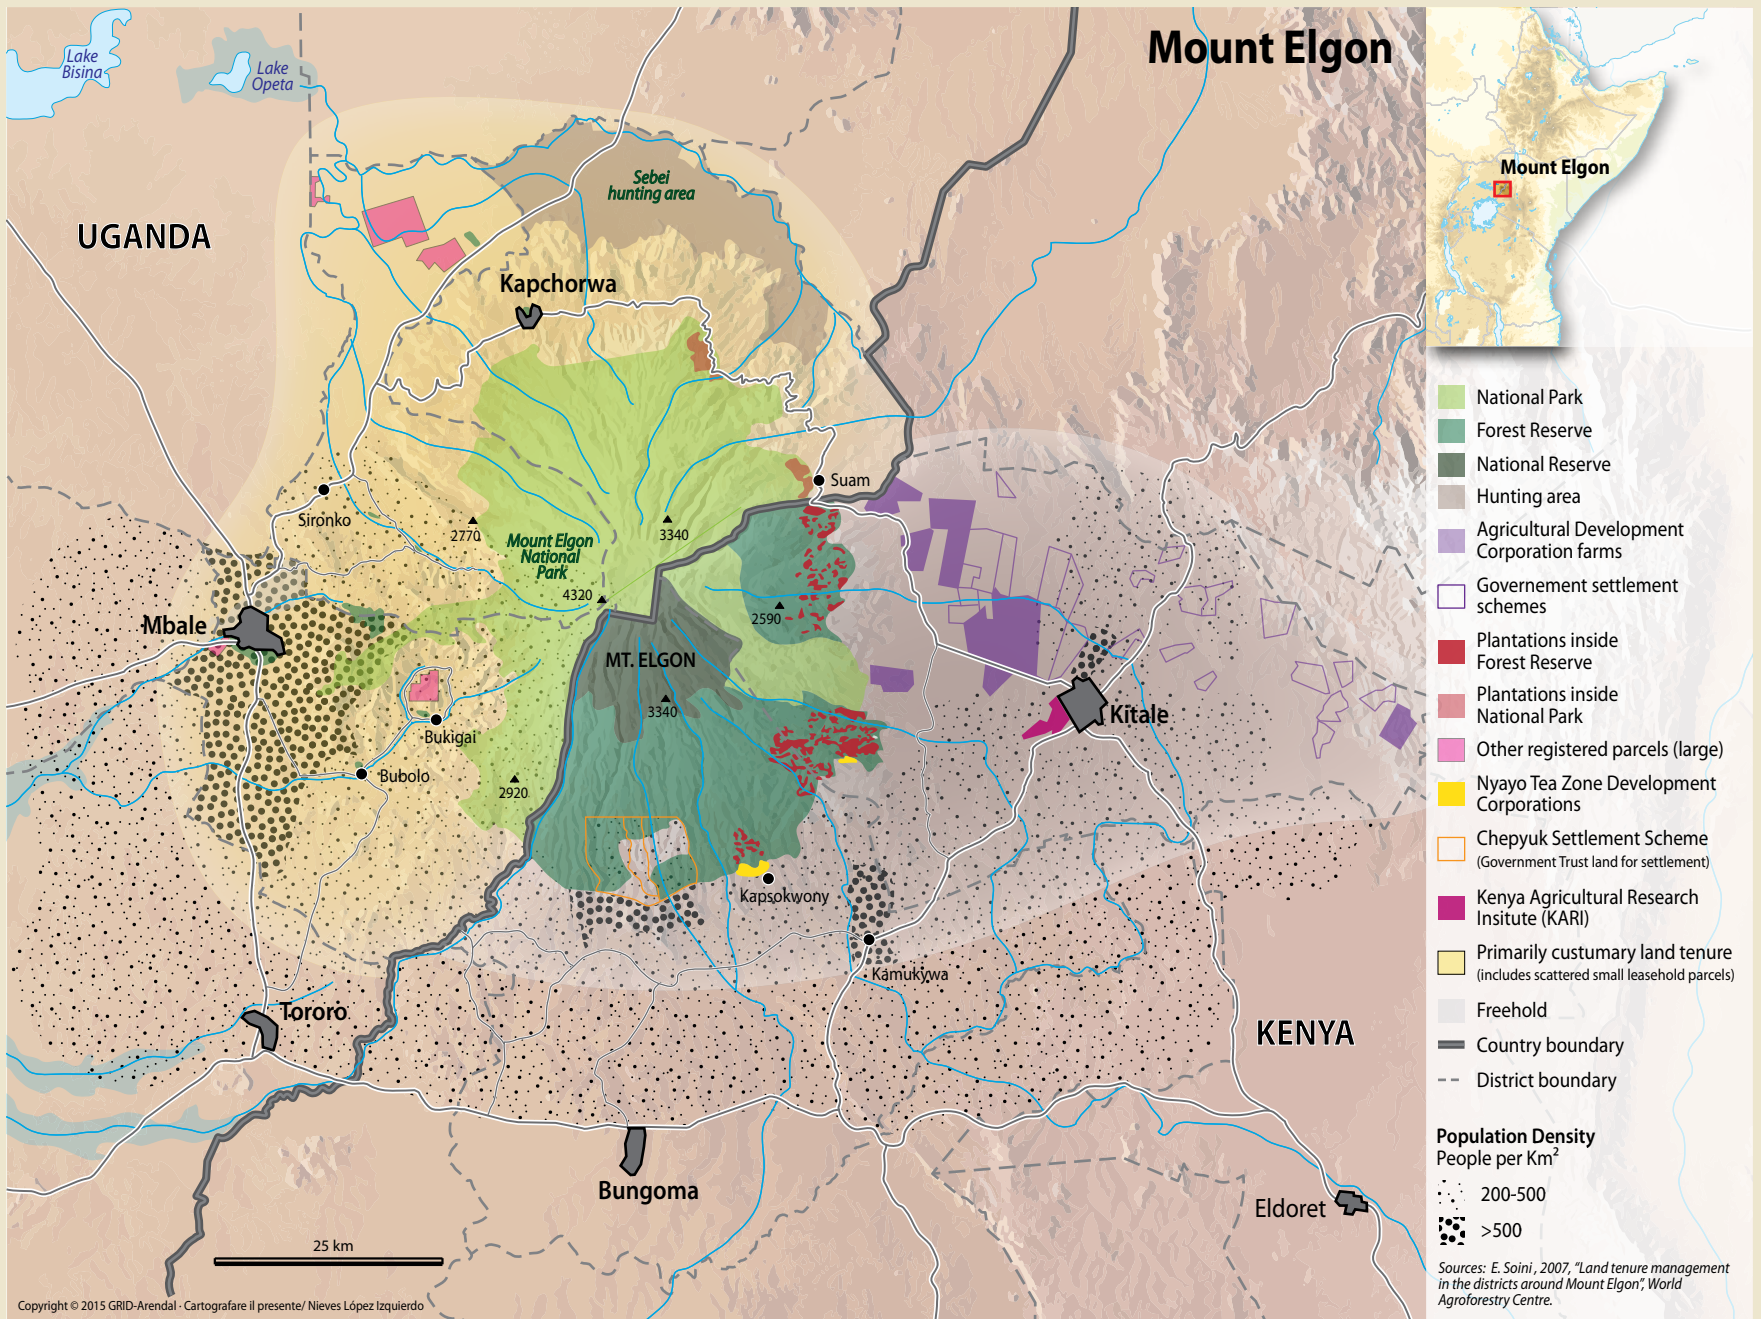 Mount Elgon
Lake
Bisina
Lake
Opeta
UGANDA
Sebei
hunting area
Kapchorwa
Suam
Sironko
2770
Mount Elgon
National
Park
3340
4320
2590
Mbale
MT. ELGON
3340
Kitale
Bukigai
Bubolo
2920
Kapsokwony
Kamukywa
Tororo
KENYA
Bungoma
Eldoret
25 km
Copyright © 2015 GRID-Arendal · Cartografare il presente/ Nieves López Izquierdo
Mount Elgon
National Park
Forest Reserve
National Reserve
Hunting area
Agricultural Development
Corporation farms
Governement settlement
schemes
Plantations inside
Forest Reserve
Plantations inside
National Park
Other registered parcels (large)
Nyayo Tea Zone Development
Corporations
Chepyuk Settlement Scheme
(Government Trust land for settlement)
Kenya Agricultural Research
Insitute (KARI)
Primarily custumary land tenure
(includes scattered small leasehold parcels)
Freehold
Country boundary
District boundary
Population Density
People per Km²
200-500
>500
Sources: E. Soini , 2007, “Land tenure management
in the districts around Mount Elgon”, World
Agroforestry Centre.